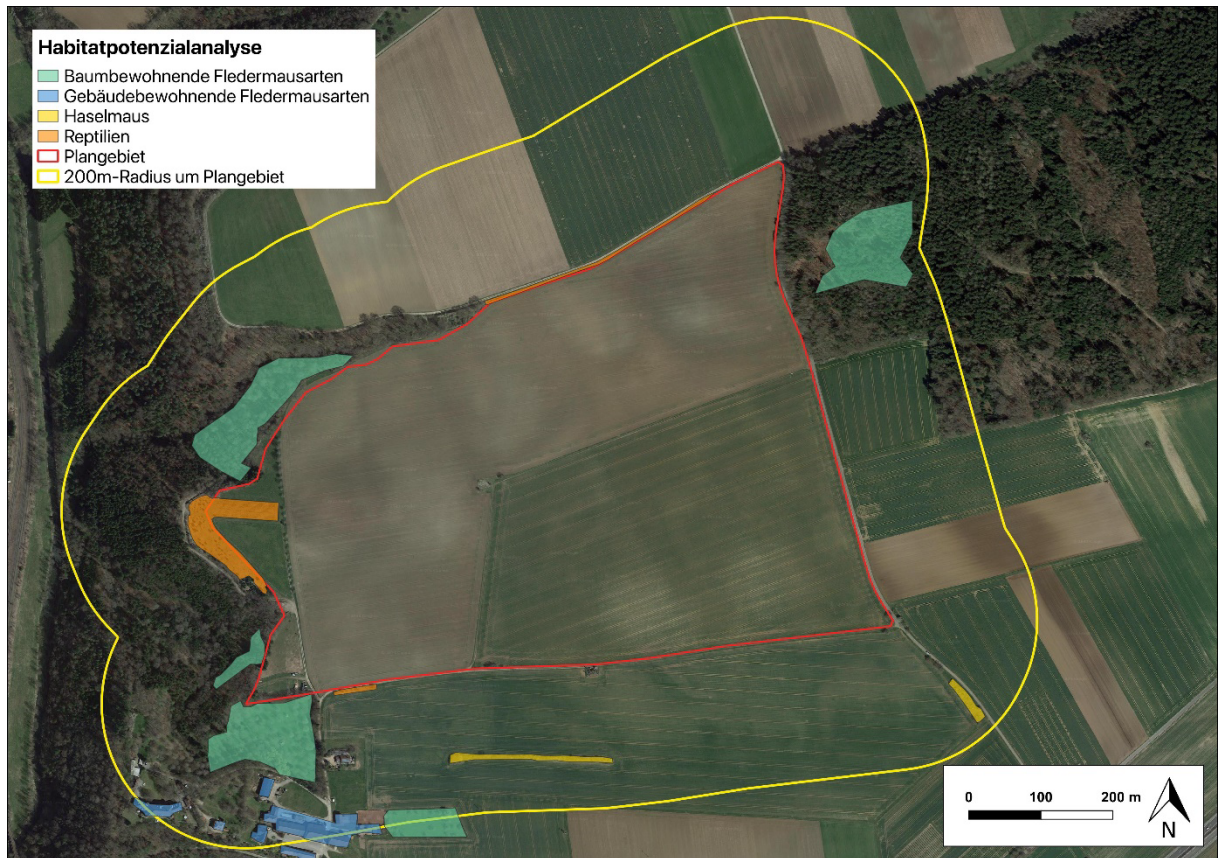 Habitatpotenzialanalyse
Baumbewohnende Fledermausarten
Gebäudebewohnende Fledermausarten
Haselmaus
Reptilien
Plangebiet
200m-Radius um Plangebiet
0 100 200 m
N